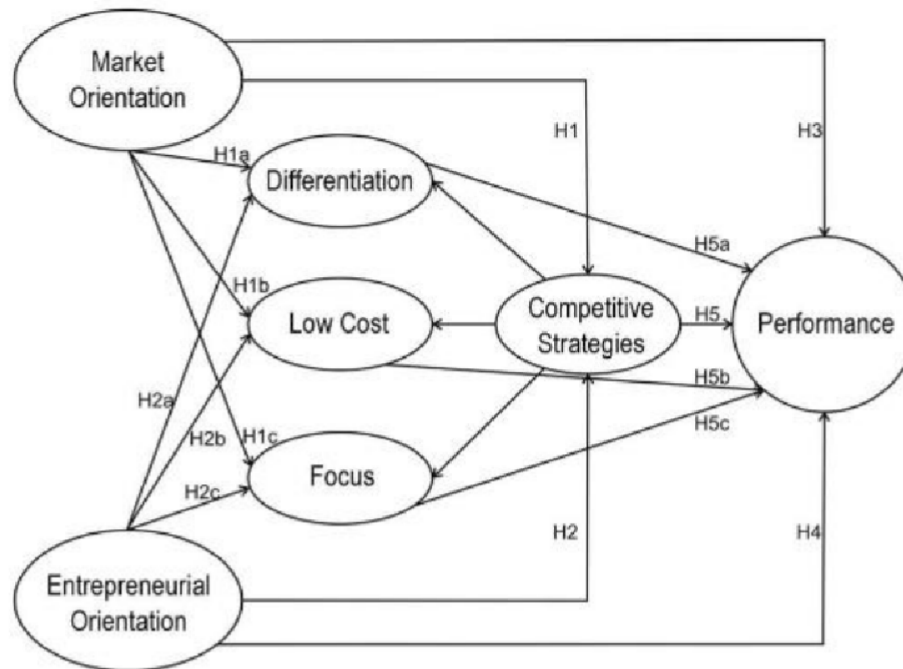 Market
Orientation
H1
H3
H1a
Differentiation
H5a
H1b
Low Cost
Competitive
Strategies
H5
Performance
H2a
H2b
H1c
H5b
H5c
Focus
H2c
H2
H4
Entrepreneurial
Orientation